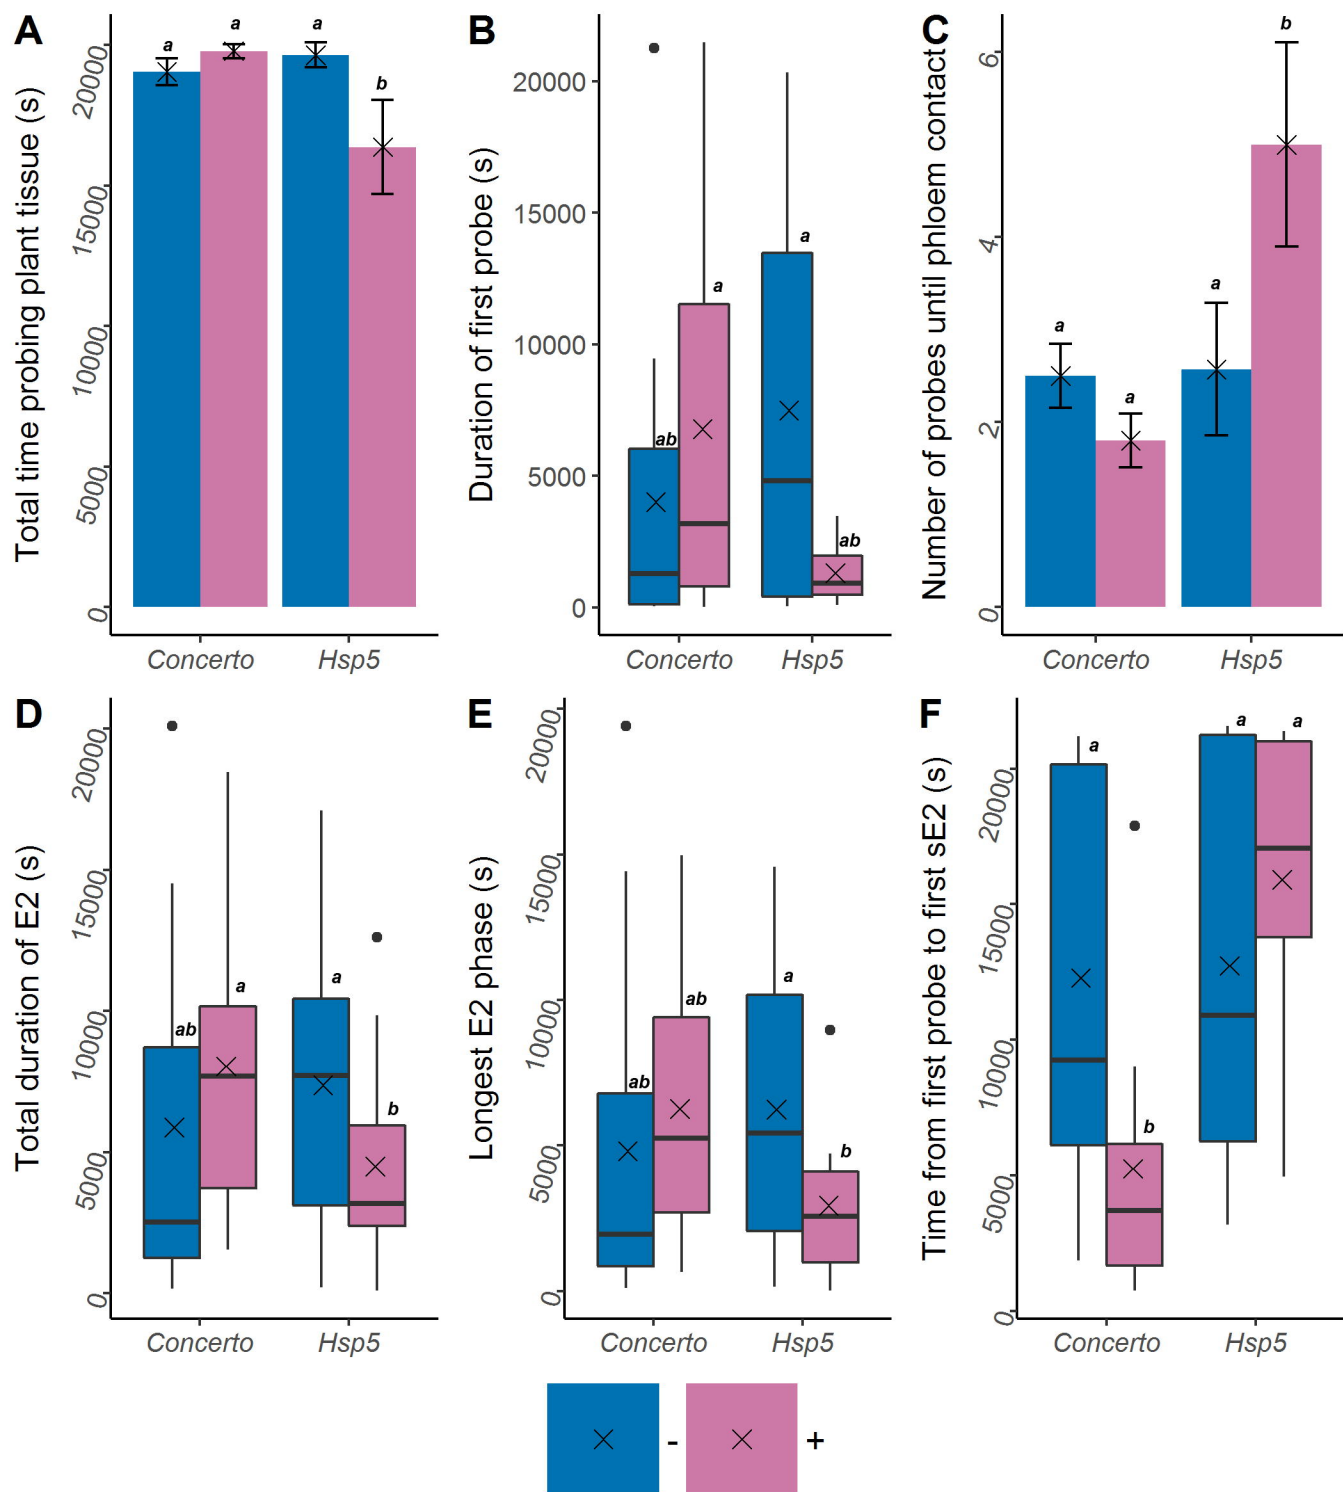 A
Total time probing plant tissue (s)
20000
15000
10000
5000
0
a
a
a
b
Concerto
Hsp5
B
Duration of first probe (s)
20000
15000
10000
5000
0
ab
a
a
ab
Concerto
Hsp5
C
Number of probes until phloem contact
6
4
2
0
a
a
a
b
Concerto
Hsp5
D
Total duration of E2 (s)
20000
15000
10000
5000
0
ab
a
a
b
Concerto
Hsp5
E
Longest E2 phase (s)
20000
15000
10000
5000
0
ab
ab
a
b
Concerto
Hsp5
F
Time from first probe to first sE2 (s)
20000
15000
10000
5000
0
a
b
a
a
Concerto
Hsp5
- +